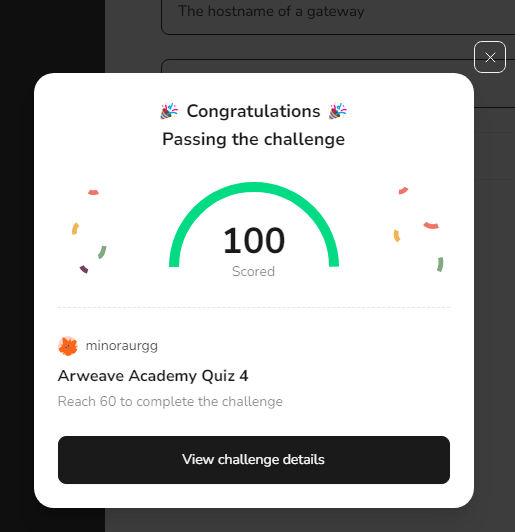 The hostname of a gateway
🎉 Congratulations 🎉
Passing the challenge
100
Scored
minoraurgg
Arweave Academy Quiz 4
Reach 60 to complete the challenge
View challenge details